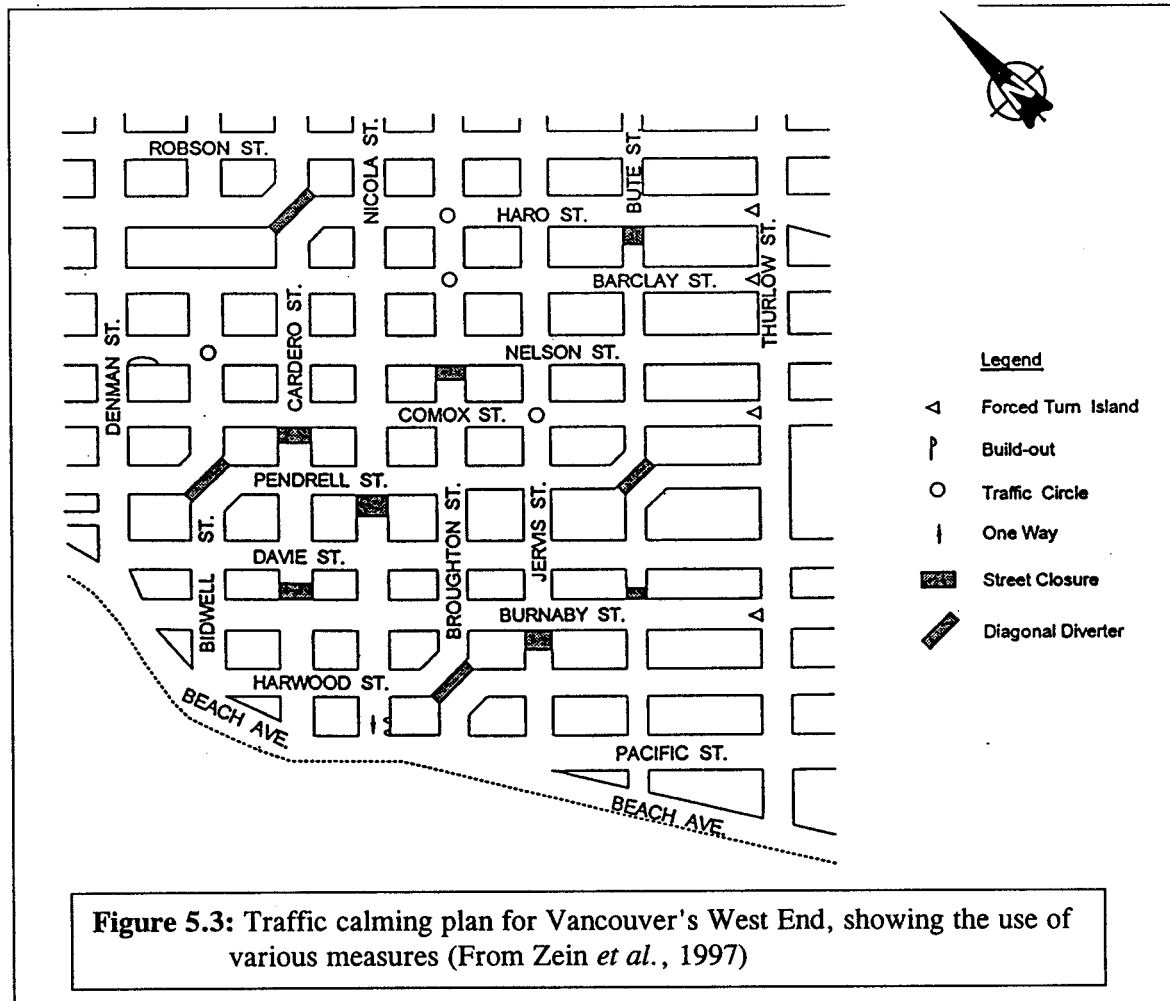 N
ROBSON ST.
NICOLA ST.
BUTE ST.
HARO ST.
THURLOW ST.
BARCLAY ST.
DENMAN ST.
CARDERO ST.
NELSON ST.
COMOX ST.
PENDRELL ST.
BROUGHTON ST.
JERVIS ST.
BIDWELL ST.
DAVIE ST.
BURNABY ST.
HARWOOD ST.
BEACH AVE.
PACIFIC ST.
BEACH AVE.
Legend
Forced Turn Island
Build-out
Traffic Circle
One Way
Street Closure
Diagonal Diverter
Figure 5.3: Traffic calming plan for Vancouver's West End, showing the use of
various measures (From Zein et al., 1997)